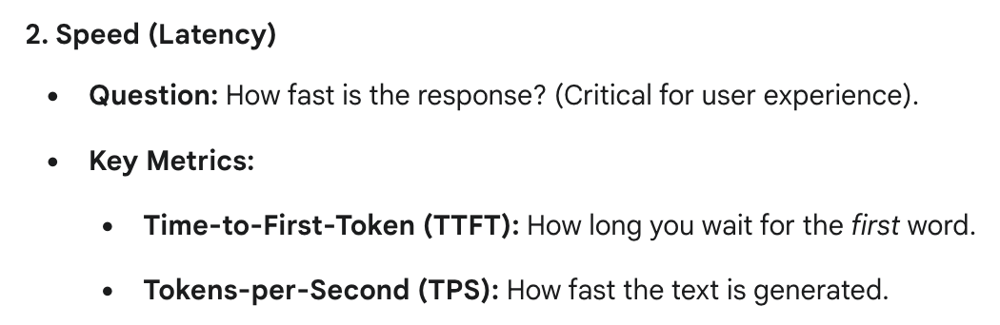 2. Speed (Latency)
• Question: How fast is the response? (Critical for user experience).
• Key Metrics:
• Time-to-First-Token (TTFT): How long you wait for the first word.
• Tokens-per-Second (TPS): How fast the text is generated.